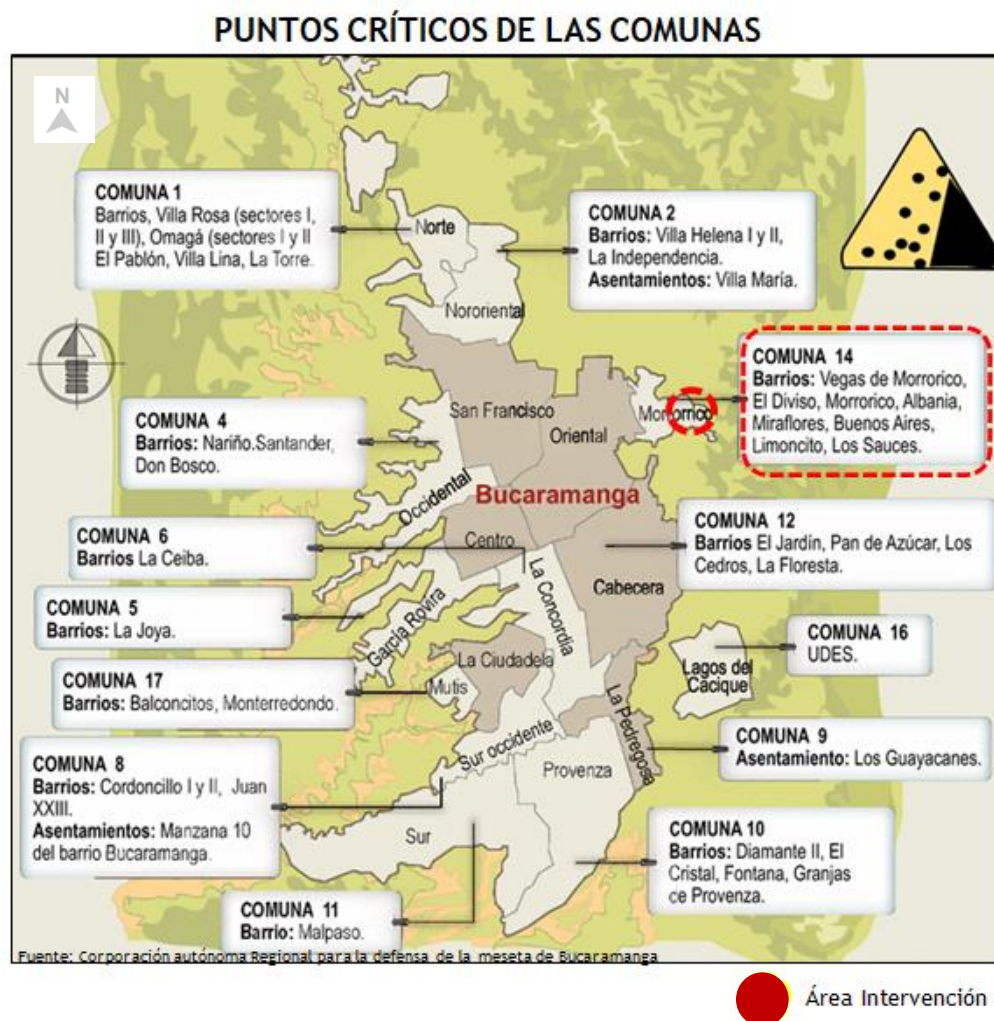 PUNTOS CRÍTICOS DE LAS COMUNAS
N
COMUNA 1
Barrios, Villa Rosa (sectores I,
II y III), Omagá (sectores I y II
El Pablón, Villa Lina, La Torre.
Norte
COMUNA 2
Barrios: Villa Helena I y II,
La Independencia.
Asentamientos: Villa María.
Nororiental
COMUNA 14
Barrios: Vegas de Morrorico,
El Diviso, Morrorico, Albania,
Miraflores, Buenos Aires,
Limoncito, Los Sauces.
San Francisco
Morrorico
Oriental
COMUNA 4
Barrios: Nariño.Santander,
Don Bosco.
Occidental
Bucaramanga
COMUNA 6
Barrios La Ceiba.
Centro
COMUNA 12
Barrios El Jardín, Pan de Azúcar, Los
Cedros, La Floresta.
La Concordia
Cabecera
COMUNA 5
Barrios: La Joya.
García Rovira
COMUNA 16
UDES.
La Ciudadela
Lagos del
Cacique
COMUNA 17
Barrios: Balconcitos, Monterredondo.
Mutis
La Pedregosa
Sur occidente
COMUNA 9
Asentamiento: Los Guayacanes.
COMUNA 8
Barrios: Cordoncillo I y II, Juan
XXIII.
Asentamientos: Manzana 10
del barrio Bucaramanga.
Provenza
Sur
COMUNA 10
Barrios: Diamante II, El
Cristal, Fontana, Granjas
ce Provenza.
COMUNA 11
Barrio: Malpaso.
Fuente: Corporación autónoma Regional para la defensa de la meseta de Bucaramanga
Área Intervención